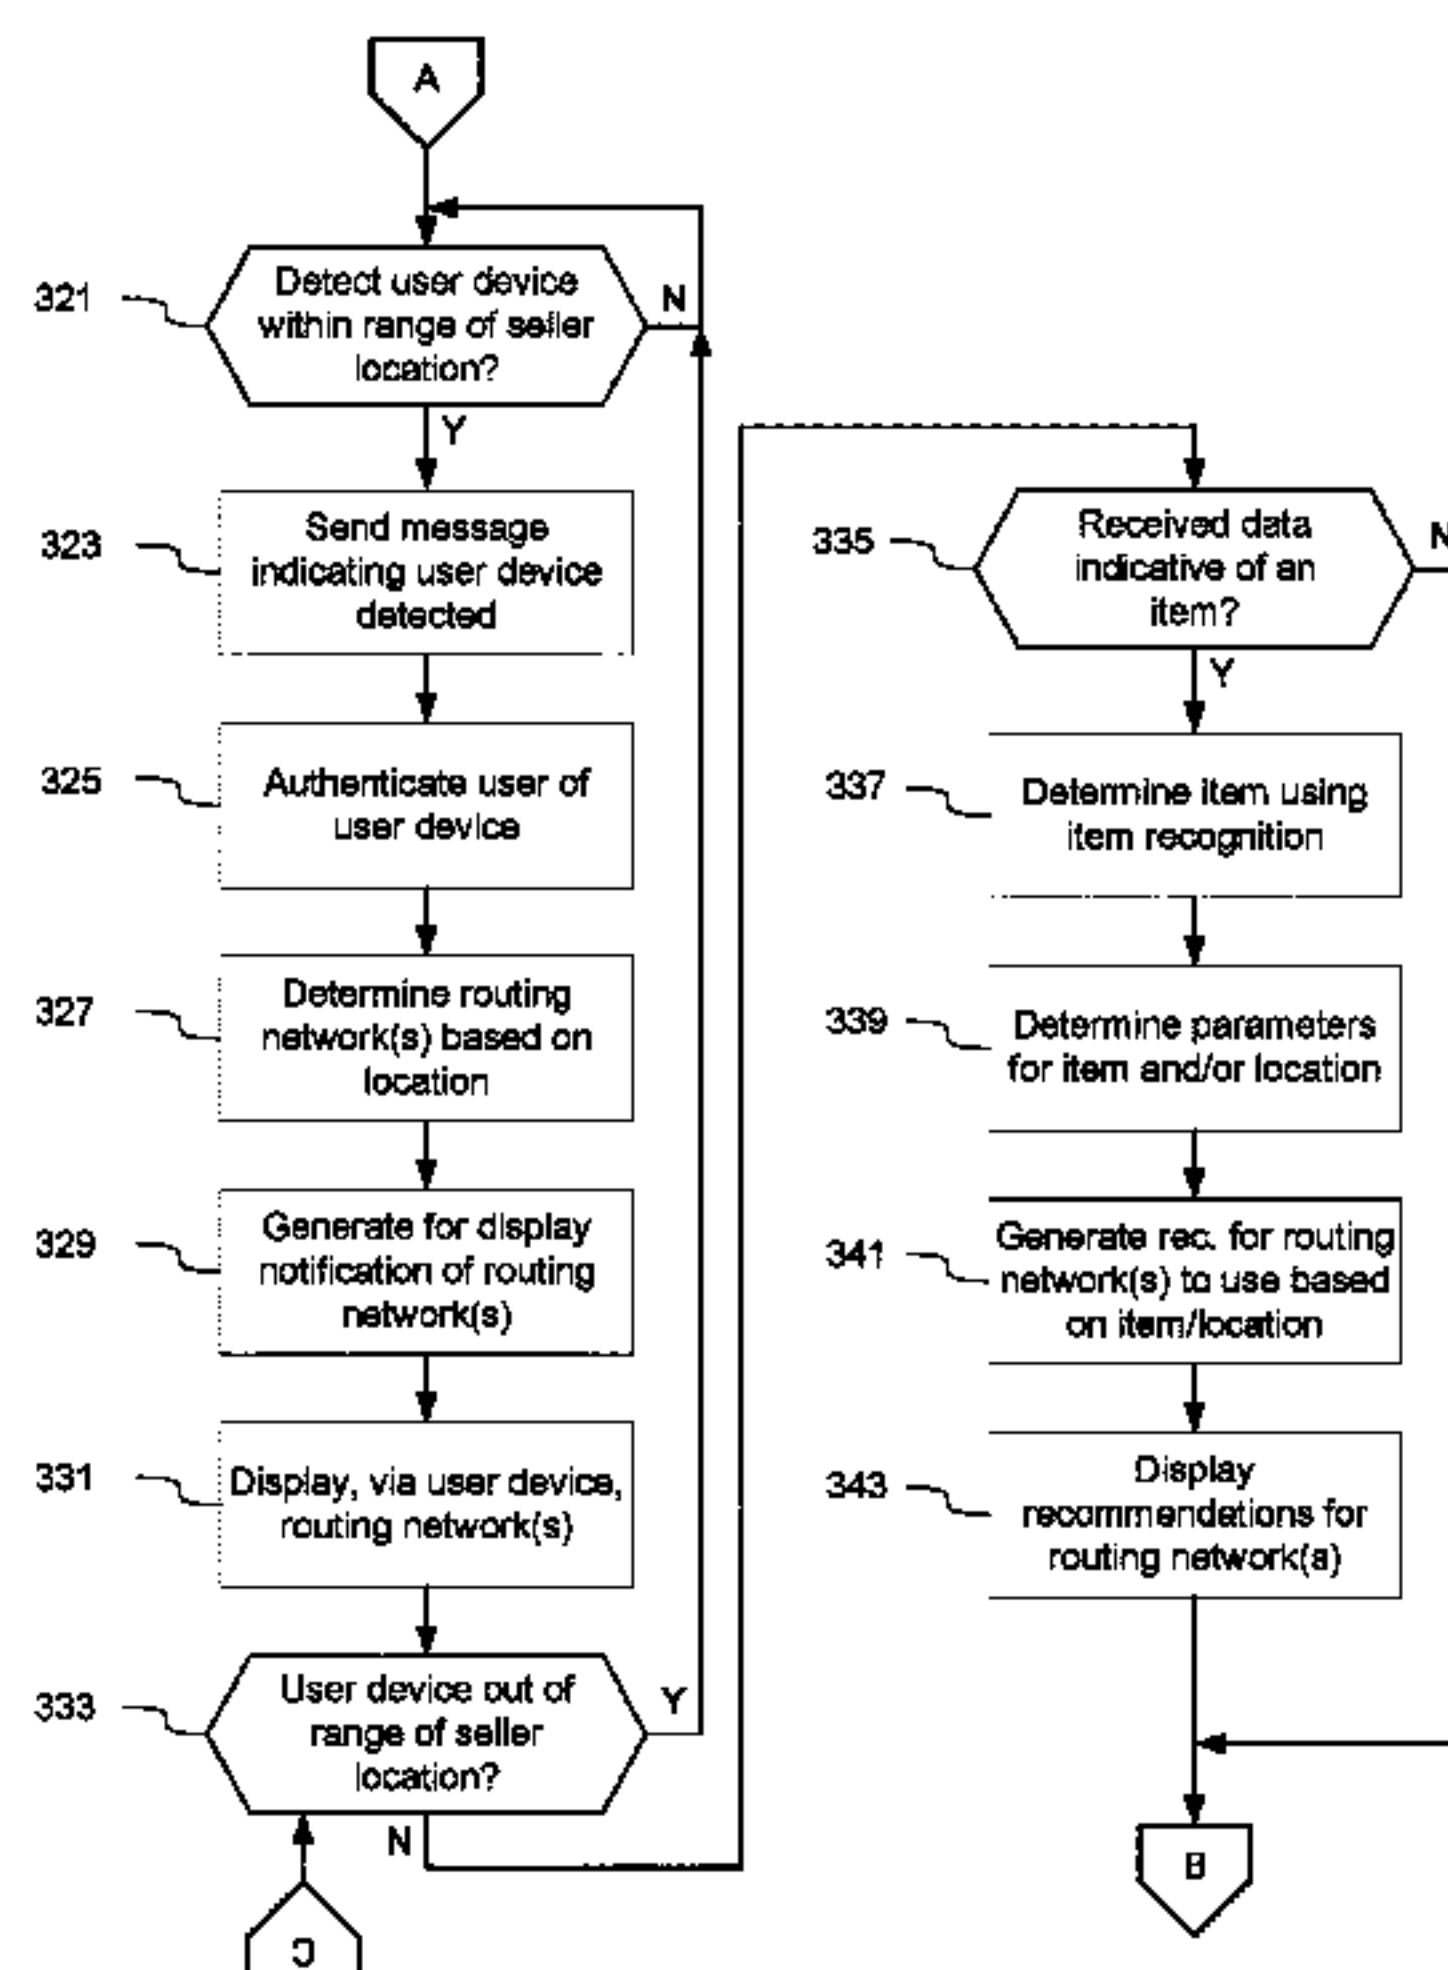 A
321
Detect user device
within range of seller
location?
N
Y
323
Send message
indicating user device
detected
325
Authenticate user of
user device
327
Determine routing
network(s) based on
location
329
Generate for display
notification of routing
network(s)
331
Display, via user device,
routing network(s)
333
User device out of
range of seller
location?
Y
N
C
335
Received data
indicative of an
item?
N
Y
337
Determine item using
item recognition
339
Determine parameters
for item and/or location
341
Generate rec. for routing
network(s) to use based
on item/location
343
Display
recommendations for
routing network(s)
B